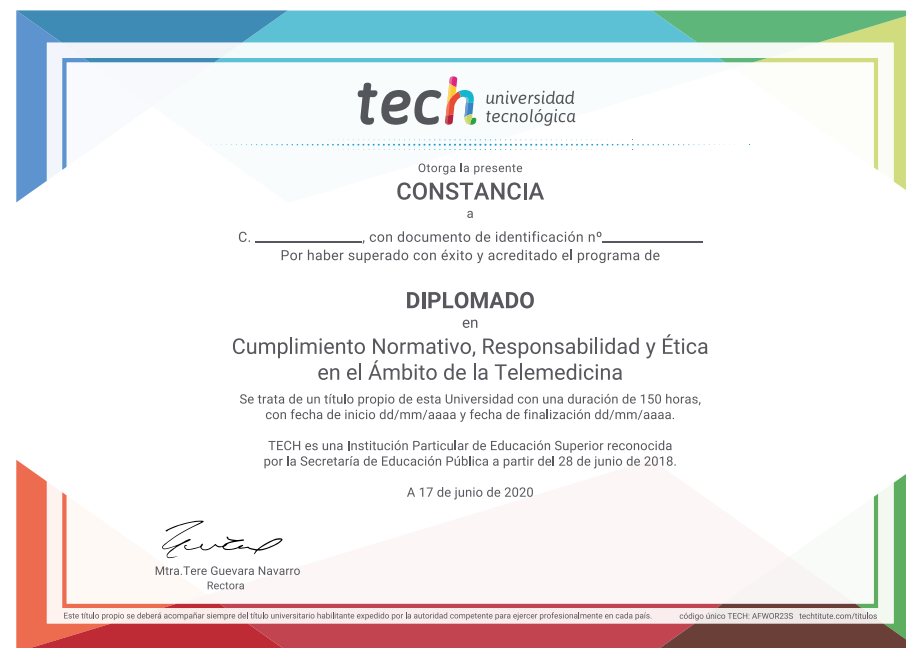 tech universidad
tecnológica
Otorga la presente
CONSTANCIA
a
C. ____________, con documento de identificación nº____________
Por haber superado con éxito y acreditado el programa de
DIPLOMADO
en
Cumplimiento Normativo, Responsabilidad y Ética
en el Ámbito de la Telemedicina
Se trata de un título propio de esta Universidad con una duración de 150 horas,
con fecha de inicio dd/mm/aaaa y fecha de finalización dd/mm/aaaa.
TECH es una Institución Particular de Educación Superior reconocida
por la Secretaría de Educación Pública a partir del 28 de junio de 2018.
A 17 de junio de 2020
Mtra.Tere Guevara Navarro
Rectora
Este título propio se deberá acompañar siempre del título universitario habilitante expedido por la autoridad competente para ejercer profesionalmente en cada país.
código único TECH: AFWOR23S techtitute.com/titulos